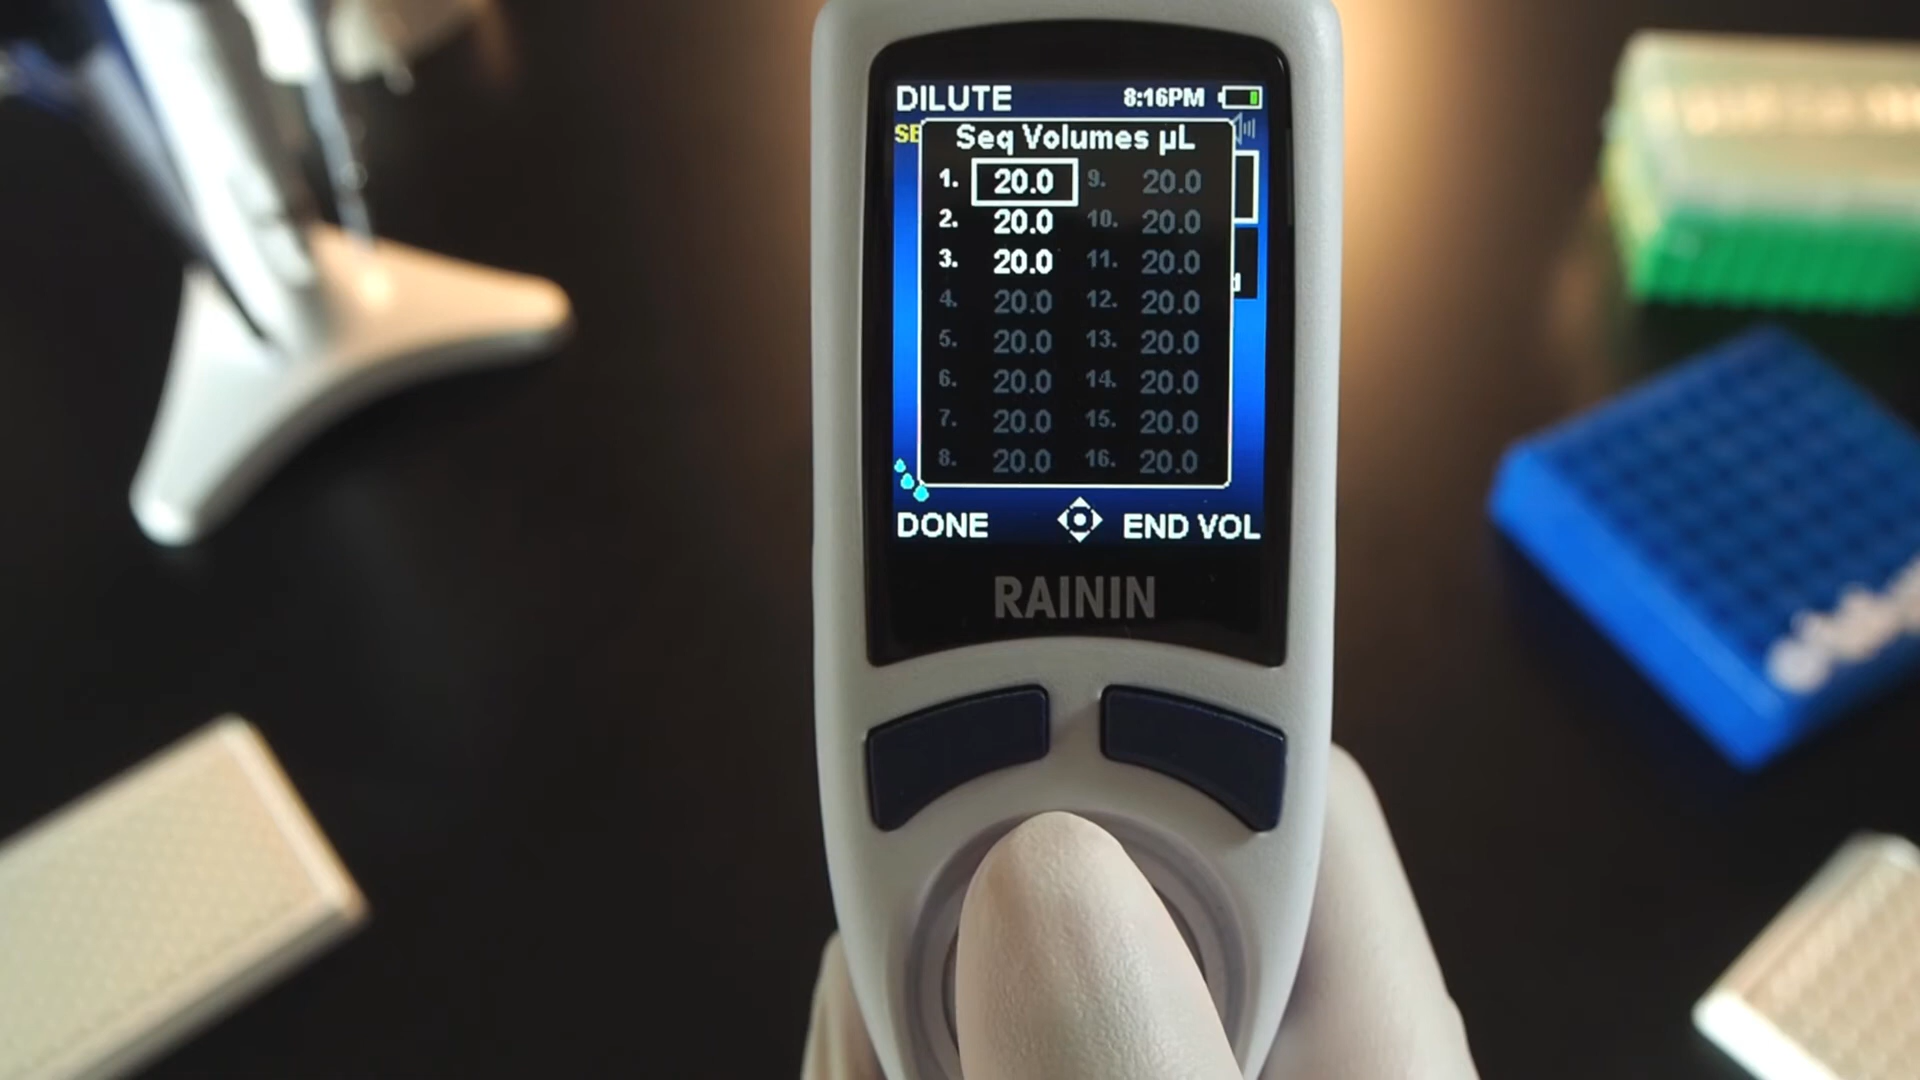 DILUTE 8:16PM
SE
Seq Volumes µL
1. 20.0 9. 20.0
2. 20.0 10. 20.0
3. 20.0 11. 20.0
4. 20.0 12. 20.0
5. 20.0 13. 20.0
6. 20.0 14. 20.0
7. 20.0 15. 20.0
8. 20.0 16. 20.0
d
DONE END VOL
RAININ